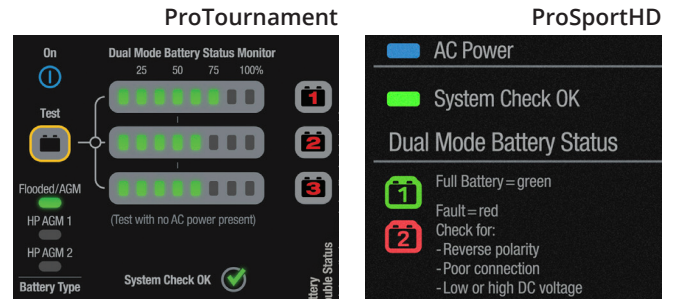 ProTournament
On
Dual Mode Battery Status Monitor
25 50 75 100%
1
Test
2
3
Flooded/AGM
(Test with no AC power present)
HP AGM 1
HP AGM 2
System Check OK
Battery Type
ProSportHD
AC Power
System Check OK
Dual Mode Battery Status
1
Full Battery=green
2
Fault=red
Check for:
-Reverse polarity
-Poor connection
-Low or high DC voltage